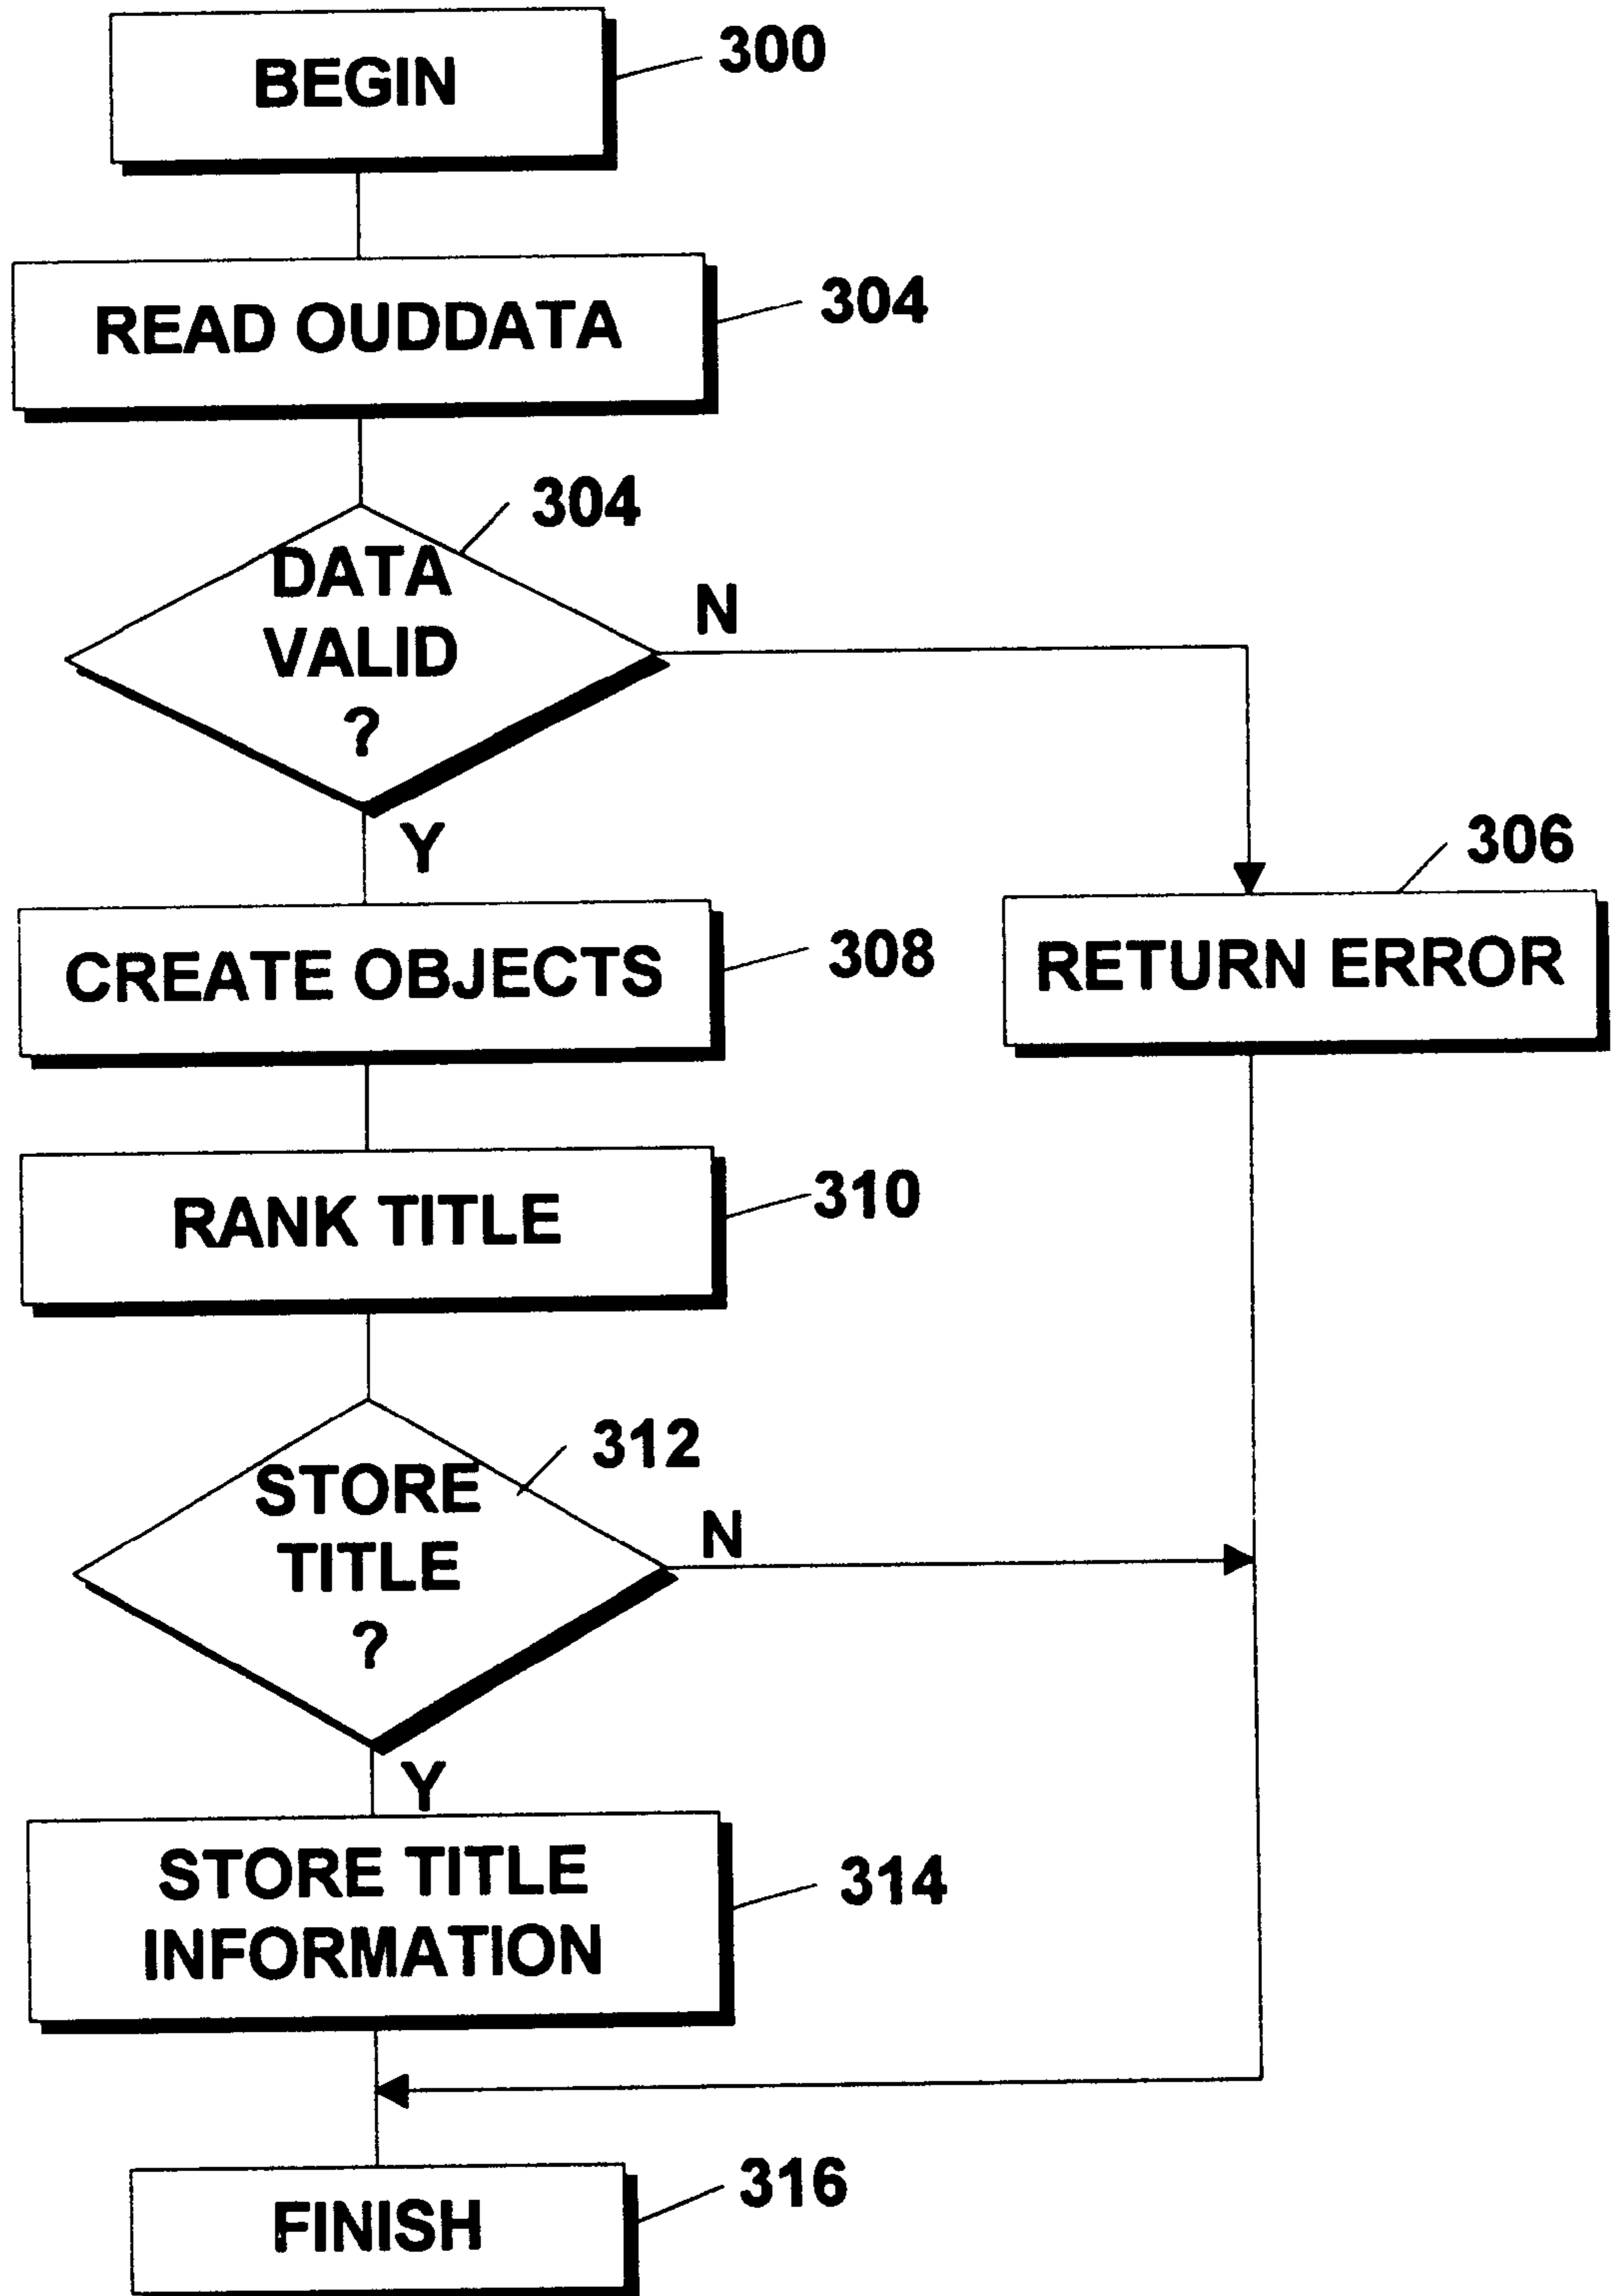 BEGIN
300
READ OUDDATA
304
304
DATA
VALID
?
N
Y
306
CREATE OBJECTS
308
RETURN ERROR
RANK TITLE
310
312
STORE
TITLE
?
N
Y
STORE TITLE
INFORMATION
314
FINISH
316